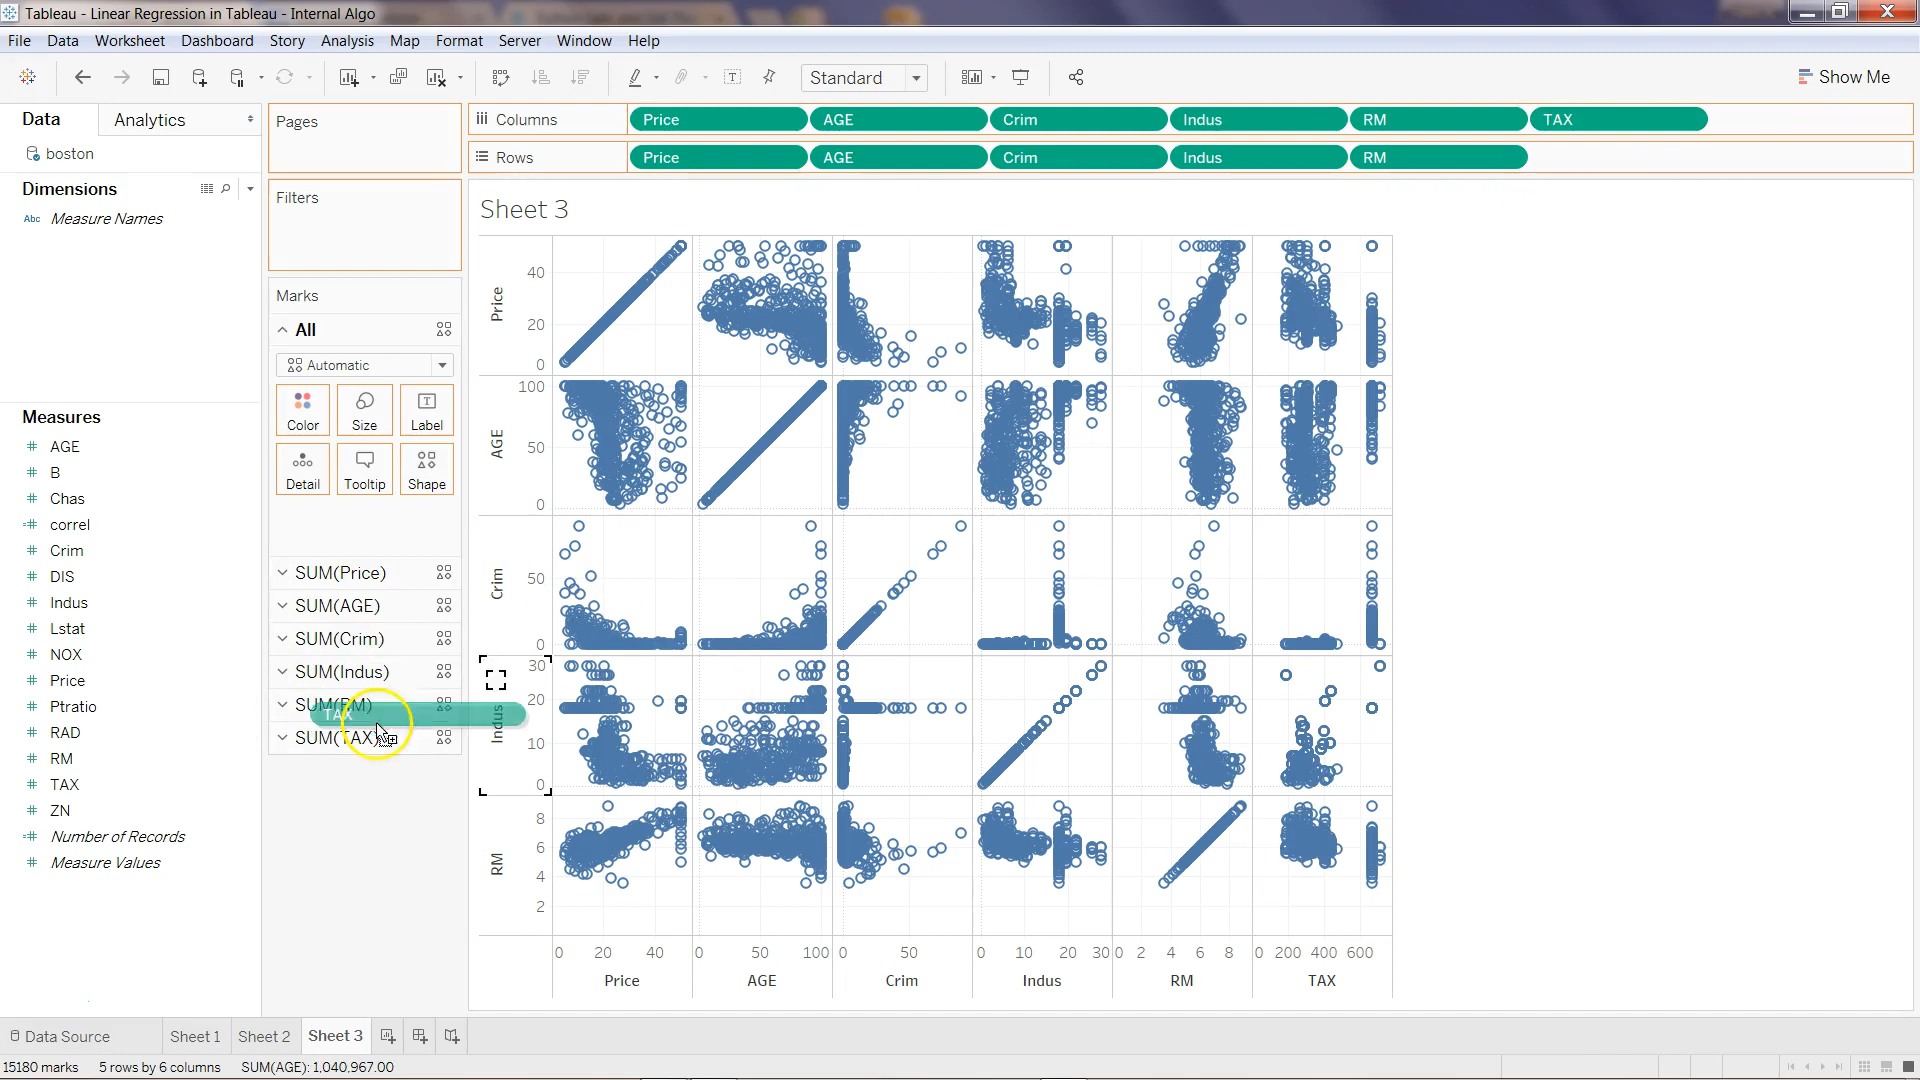 Tableau - Linear Regression in Tableau - Internal Algo
File Data Worksheet Dashboard Story Analysis Map Format Server Window Help
Standard
Show Me
Data Analytics
boston
Dimensions
Abc Measure Names
Measures
AGE
B
Chas
correl
Crim
DIS
Indus
Lstat
NOX
Price
Ptratio
RAD
RM
TAX
ZN
Number of Records
Measure Values
Pages
Filters
Marks
All
Automatic
Color Size Label
Detail Tooltip Shape
SUM(Price)
SUM(AGE)
SUM(Crim)
SUM(Indus)
SUM(RM)
TAX
SUM(TAX)
Columns Price AGE Crim Indus RM TAX
Rows Price AGE Crim Indus RM
Sheet 3
Price
40
20
0
AGE
100
50
0
Crim
50
0
Indus
30
20
10
0
RM
8
6
4
2
0 20 40 0 50 100 0 50 0 10 20 30 0 2 4 6 8 0 200 400 600
Price AGE Crim Indus RM TAX
Data Source Sheet 1 Sheet 2 Sheet 3
15180 marks 5 rows by 6 columns SUM(AGE): 1,040,967.00